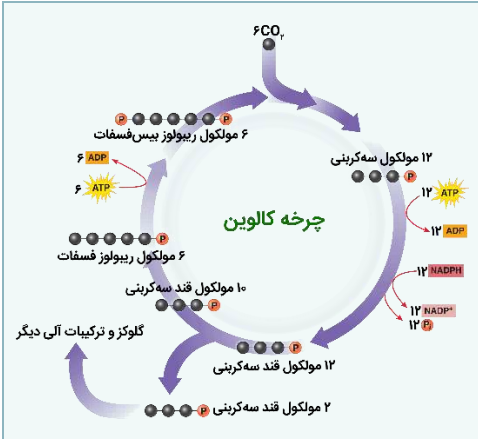 ۶CO₂
۶ مولکول ریبولوز بیس‌فسفات
P
P
۱۲ مولکول سه‌کربنی
P
۱۲ ATP
۱۲ ADP
۱۲ NADPH
۱۲ NADP⁺
۱۲ Pᵢ
چرخه کالوین
۶ ADP
۶ ATP
P
۶ مولکول ریبولوز فسفات
۱۰ مولکول قند سه‌کربنی
P
گلوکز و ترکیبات آلی دیگر
P
۱۲ مولکول قند سه‌کربنی
P
۲ مولکول قند سه‌کربنی